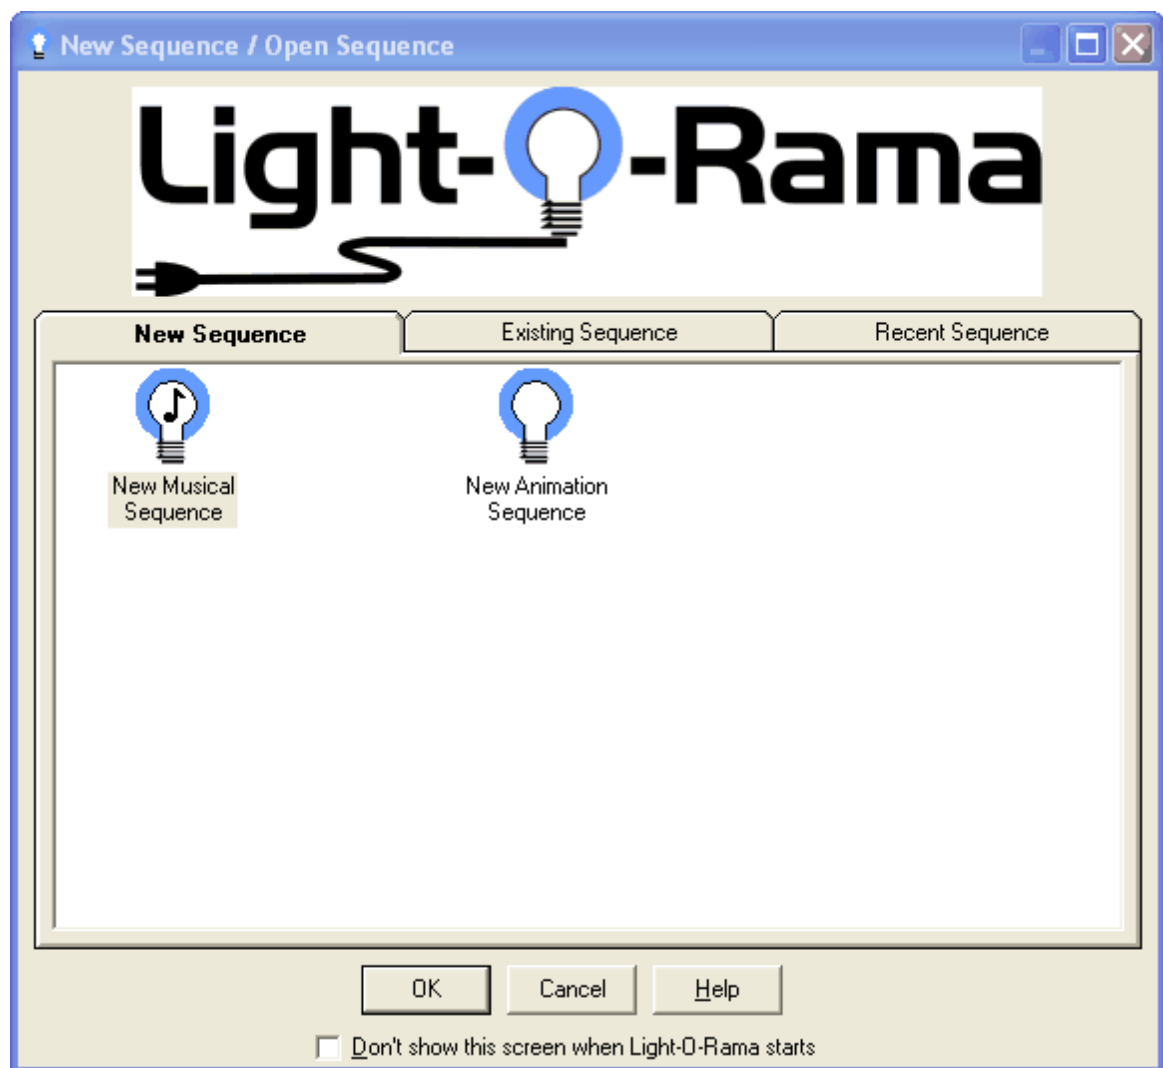 New Sequence / Open Sequence
Light-O-Rama
New Sequence
Existing Sequence
Recent Sequence
New Musical
Sequence
New Animation
Sequence
OK
Cancel
Help
Don't show this screen when Light-O-Rama starts